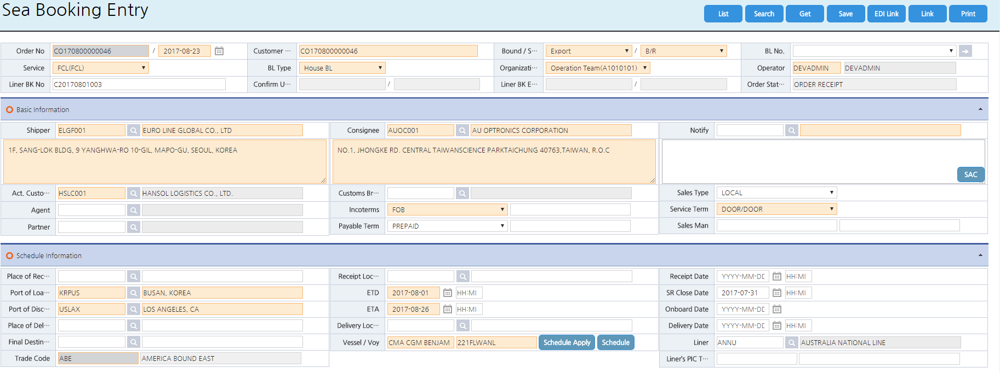 Sea Booking Entry
List Search Get Save EDI Link Link Print
Order No CO170800000046 / 2017-08-23 Customer ··· CO170800000046 Bound / S··· Export / B/R BL No.
Service FCL(FCL) BL Type House BL Organizati··· Operation Team(A1010101) Operator DEVADMIN DEVADMIN
Liner BK No C20170801003 Confirm U··· / Liner BK E··· / Order Stat··· ORDER RECEIPT
Basic Information
Shipper ELGF001 EURO LINE GLOBAL CO., LTD Consignee AUOC001 AU OPTRONICS CORPORATION Notify
1F, SANG-LOK BLDG, 9 YANGHWA-RO 10-GIL, MAPO-GU, SEOUL, KOREA NO.1, JHONGKE RD. CENTRAL TAIWANSCIENCE PARKTAICHUNG 40763,TAIWAN, R.O.C
SAC
Act. Custo··· HSLC001 HANSOL LOGISTICS CO., LTD. Customs Br··· Sales Type LOCAL
Agent Incoterms FOB Service Term DOOR/DOOR
Partner Payable Term PREPAID Sales Man
Schedule Information
Place of Rec··· Receipt Loc··· Receipt Date YYYY-MM-DD HH:MI
Port of Loa··· KRPUS BUSAN, KOREA ETD 2017-08-01 HH:MI SR Close Date 2017-07-31 HH:MI
Port of Disc··· USLAX LOS ANGELES, CA ETA 2017-08-26 HH:MI Onboard Date YYYY-MM-DD
Place of Del··· Delivery Loc··· Delivery Date YYYY-MM-DD HH:MI
Final Destin··· Vessel / Voy CMA CGM BENJAM 221FLWANL Schedule Apply Schedule Liner ANNU AUSTRALIA NATIONAL LINE
Trade Code ABE AMERICA BOUND EAST Liner's PIC T···